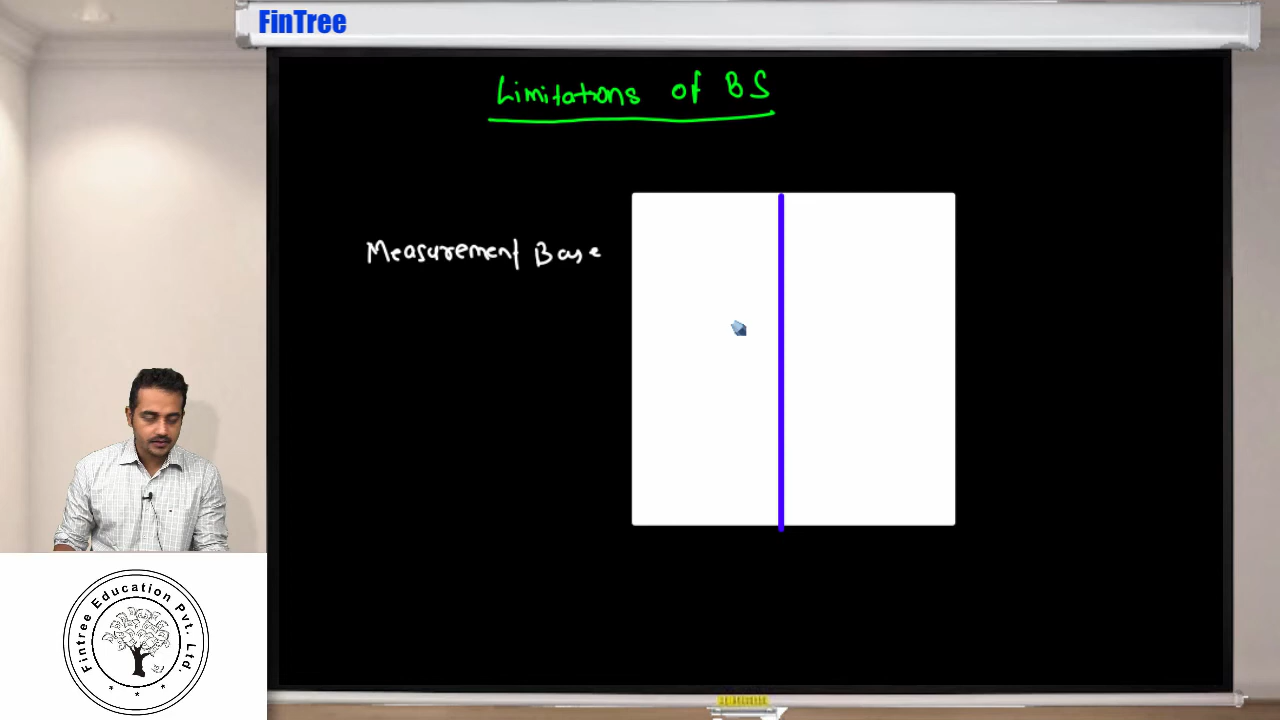 FinTree
Limitations of BS
Measurement Base
Fintree Education Pvt. Ltd.